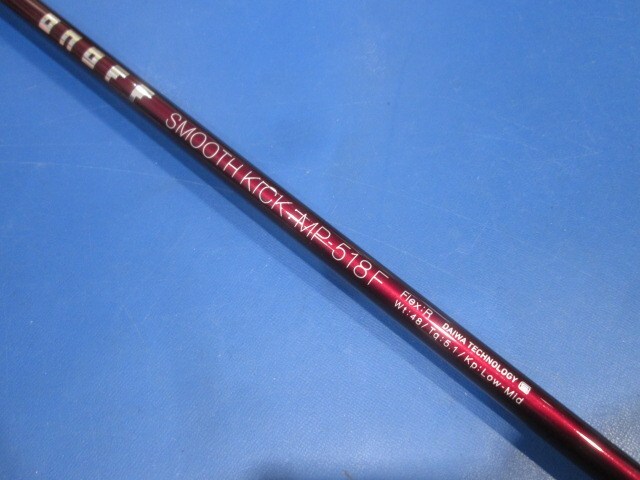 onoff
SMOOTH KICK MP-518F
Flex:R DAIWA TECHNOLOGY
Wt:48/Tq:5.1/Kp:Low-Mid